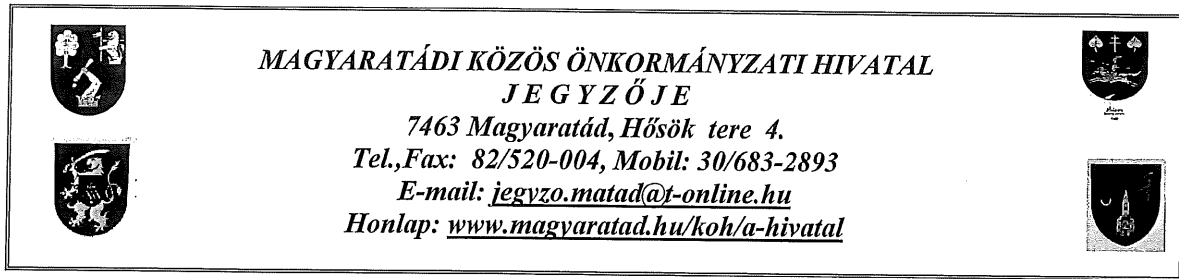 MAGYARATÁDI KÖZÖS ÖNKORMÁNYZATI HIVATAL
J E G Y Z Ő J E
7463 Magyaratád, Hősök tere 4.
Tel.,Fax: 82/520-004, Mobil: 30/683-2893
E-mail: jegyzo.matad@t-online.hu
Honlap: www.magyaratad.hu/koh/a-hivatal